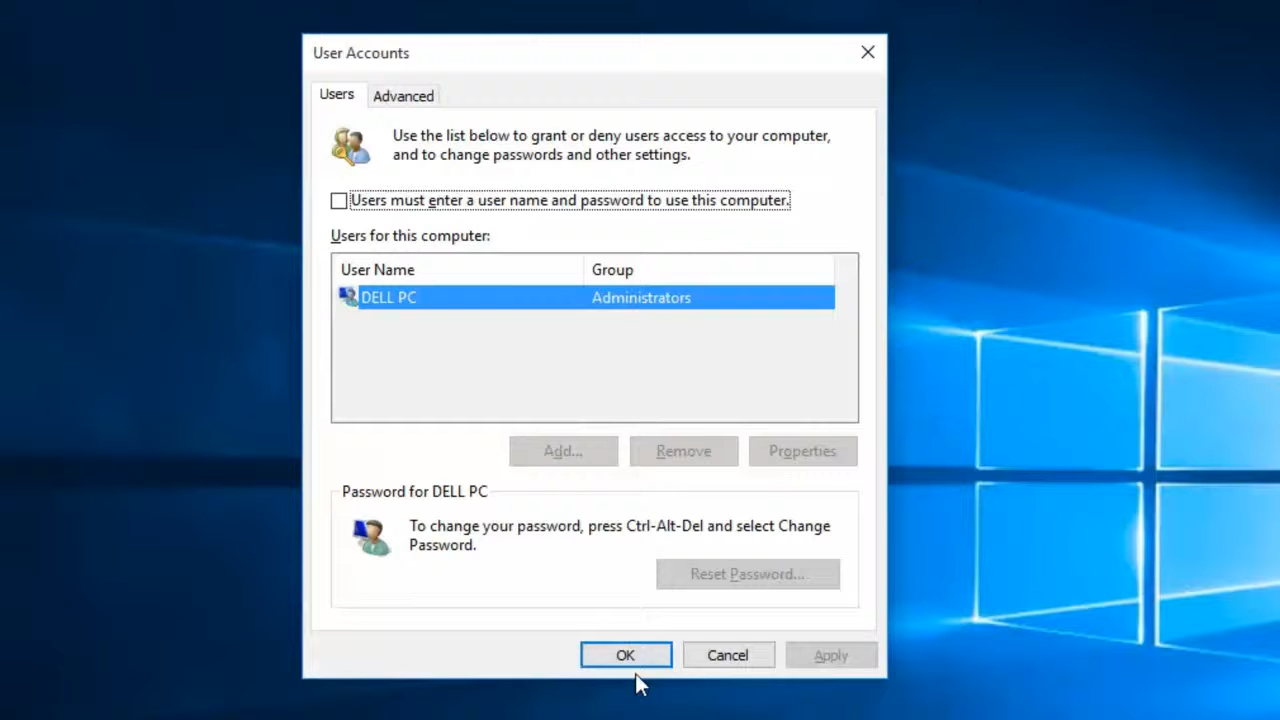 User Accounts
Users
Advanced
Use the list below to grant or deny users access to your computer,
and to change passwords and other settings.
Users must enter a user name and password to use this computer.
Users for this computer:
User Name
Group
DELL PC
Administrators
Add...
Remove
Properties
Password for DELL PC
To change your password, press Ctrl-Alt-Del and select Change
Password.
Reset Password...
OK
Cancel
Apply